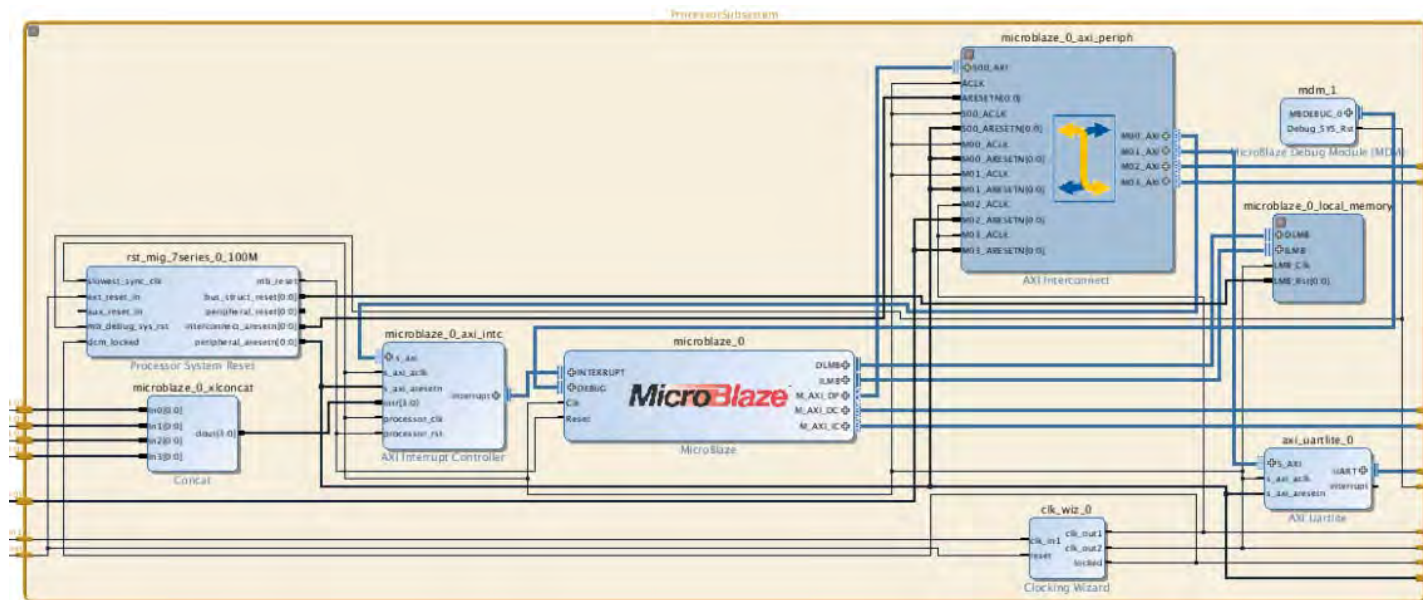 ProcessorSubsystem
microblaze_0_axi_periph
S00_AXI
ACLK
ARESETN[0:0]
S00_ACLK
S00_ARESETN[0:0]
M00_ACLK
M00_ARESETN[0:0]
M01_ACLK
M01_ARESETN[0:0]
M02_ACLK
M02_ARESETN[0:0]
M03_ACLK
M03_ARESETN[0:0]
M00_AXI
M01_AXI
M02_AXI
M03_AXI
AXI Interconnect
mdm_1
MBDEBUG_0
Debug_SYS_Rst
MicroBlaze Debug Module (MDM)
microblaze_0_local_memory
DLMB
ILMB
LMB_Clk
LMB_Rst[0:0]
rst_mig_7series_0_100M
slowest_sync_clk
ext_reset_in
aux_reset_in
mb_debug_sys_rst
dcm_locked
mb_reset
bus_struct_reset[0:0]
peripheral_reset[0:0]
interconnect_aresetn[0:0]
peripheral_aresetn[0:0]
Processor System Reset
microblaze_0_axi_intc
s_axi
s_axi_aclk
s_axi_aresetn
intr[3:0]
processor_clk
processor_rst
interrupt
AXI Interrupt Controller
microblaze_0
INTERRUPT
DEBUG
Clk
Reset
MicroBlaze
DLMB
ILMB
M_AXI_DP
M_AXI_DC
M_AXI_IC
MicroBlaze
microblaze_0_xlconcat
In0[0:0]
In1[0:0]
In2[0:0]
In3[0:0]
dout[3:0]
Concat
axi_uartlite_0
S_AXI
s_axi_aclk
s_axi_aresetn
UART
interrupt
AXI Uartlite
clk_wiz_0
clk_in1
reset
clk_out1
clk_out2
locked
Clocking Wizard